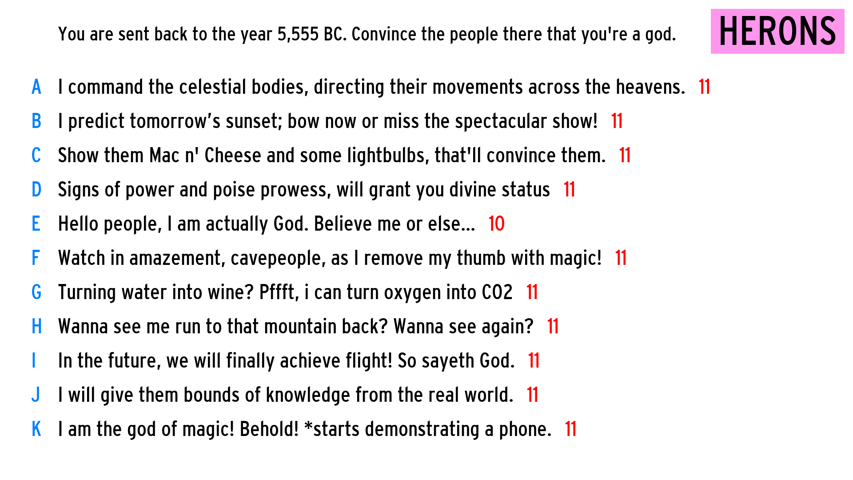 You are sent back to the year 5,555 BC. Convince the people there that you're a god.
HERONS
A I command the celestial bodies, directing their movements across the heavens. 11
B I predict tomorrow's sunset; bow now or miss the spectacular show! 11
C Show them Mac n' Cheese and some lightbulbs, that'll convince them. 11
D Signs of power and poise prowess, will grant you divine status 11
E Hello people, I am actually God. Believe me or else... 10
F Watch in amazement, cavepeople, as I remove my thumb with magic! 11
G Turning water into wine? Pffft, i can turn oxygen into CO2 11
H Wanna see me run to that mountain back? Wanna see again? 11
I In the future, we will finally achieve flight! So sayeth God. 11
J I will give them bounds of knowledge from the real world. 11
K I am the god of magic! Behold! *starts demonstrating a phone. 11